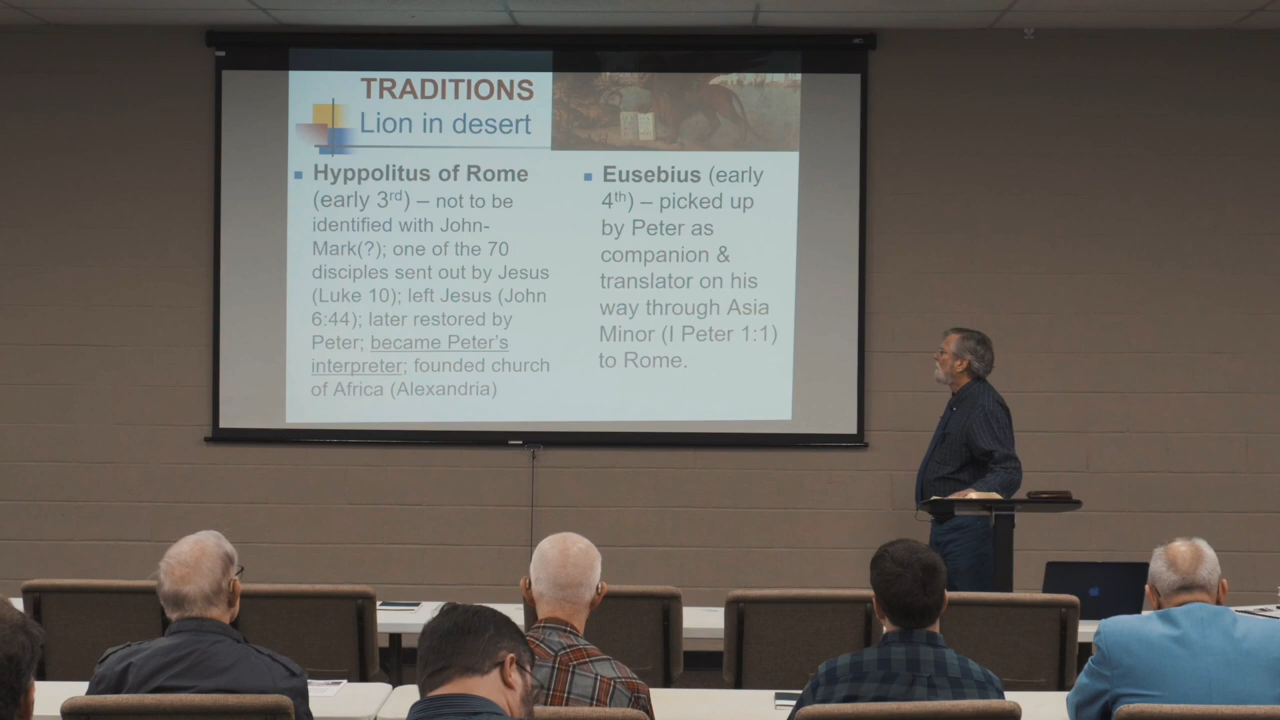 TRADITIONS
Lion in desert
Hyppolitus of Rome
(early 3rd) – not to be
identified with John-
Mark(?); one of the 70
disciples sent out by Jesus
(Luke 10); left Jesus (John
6:44); later restored by
Peter; became Peter's
interpreter; founded church
of Africa (Alexandria)
Eusebius (early
4th) – picked up
by Peter as
companion &
translator on his
way through Asia
Minor (I Peter 1:1)
to Rome.